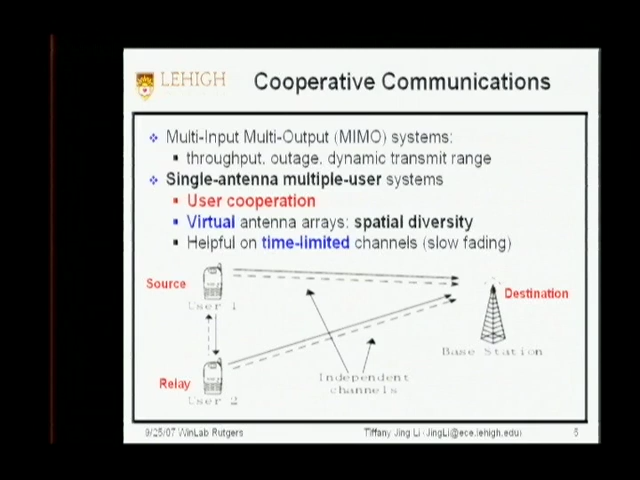 LEHIGH
Cooperative Communications
Multi-Input Multi-Output (MIMO) systems:
throughput, outage, dynamic transmit range
Single-antenna multiple-user systems
User cooperation
Virtual antenna arrays: spatial diversity
Helpful on time-limited channels (slow fading)
Source
User 1
Destination
Base Station
Independent
channels
Relay
User 2
9/25/07 WinLab Rutgers
Tiffany Jing Li (JingLi@ece.lehigh.edu)
5